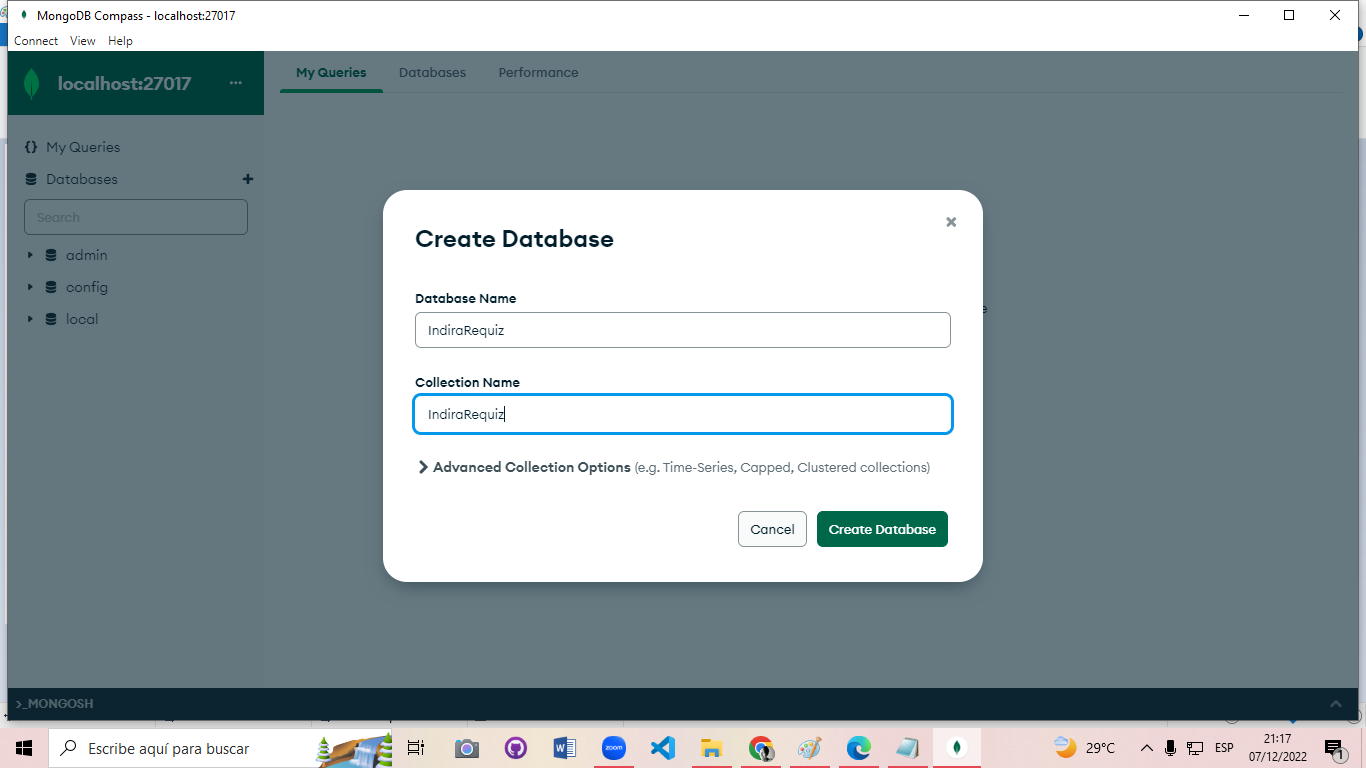 MongoDB Compass - localhost:27017
Connect View Help
localhost:27017 ...
My Queries Databases Performance
{} My Queries
Databases +
Search
admin
config
local
Create Database
Database Name
IndiraRequiz
Collection Name
IndiraRequiz
Advanced Collection Options (e.g. Time-Series, Capped, Clustered collections)
Cancel Create Database
e
>_MONGOSH
Escribe aquí para buscar
zoom
29°C
ESP
21:17
07/12/2022
1